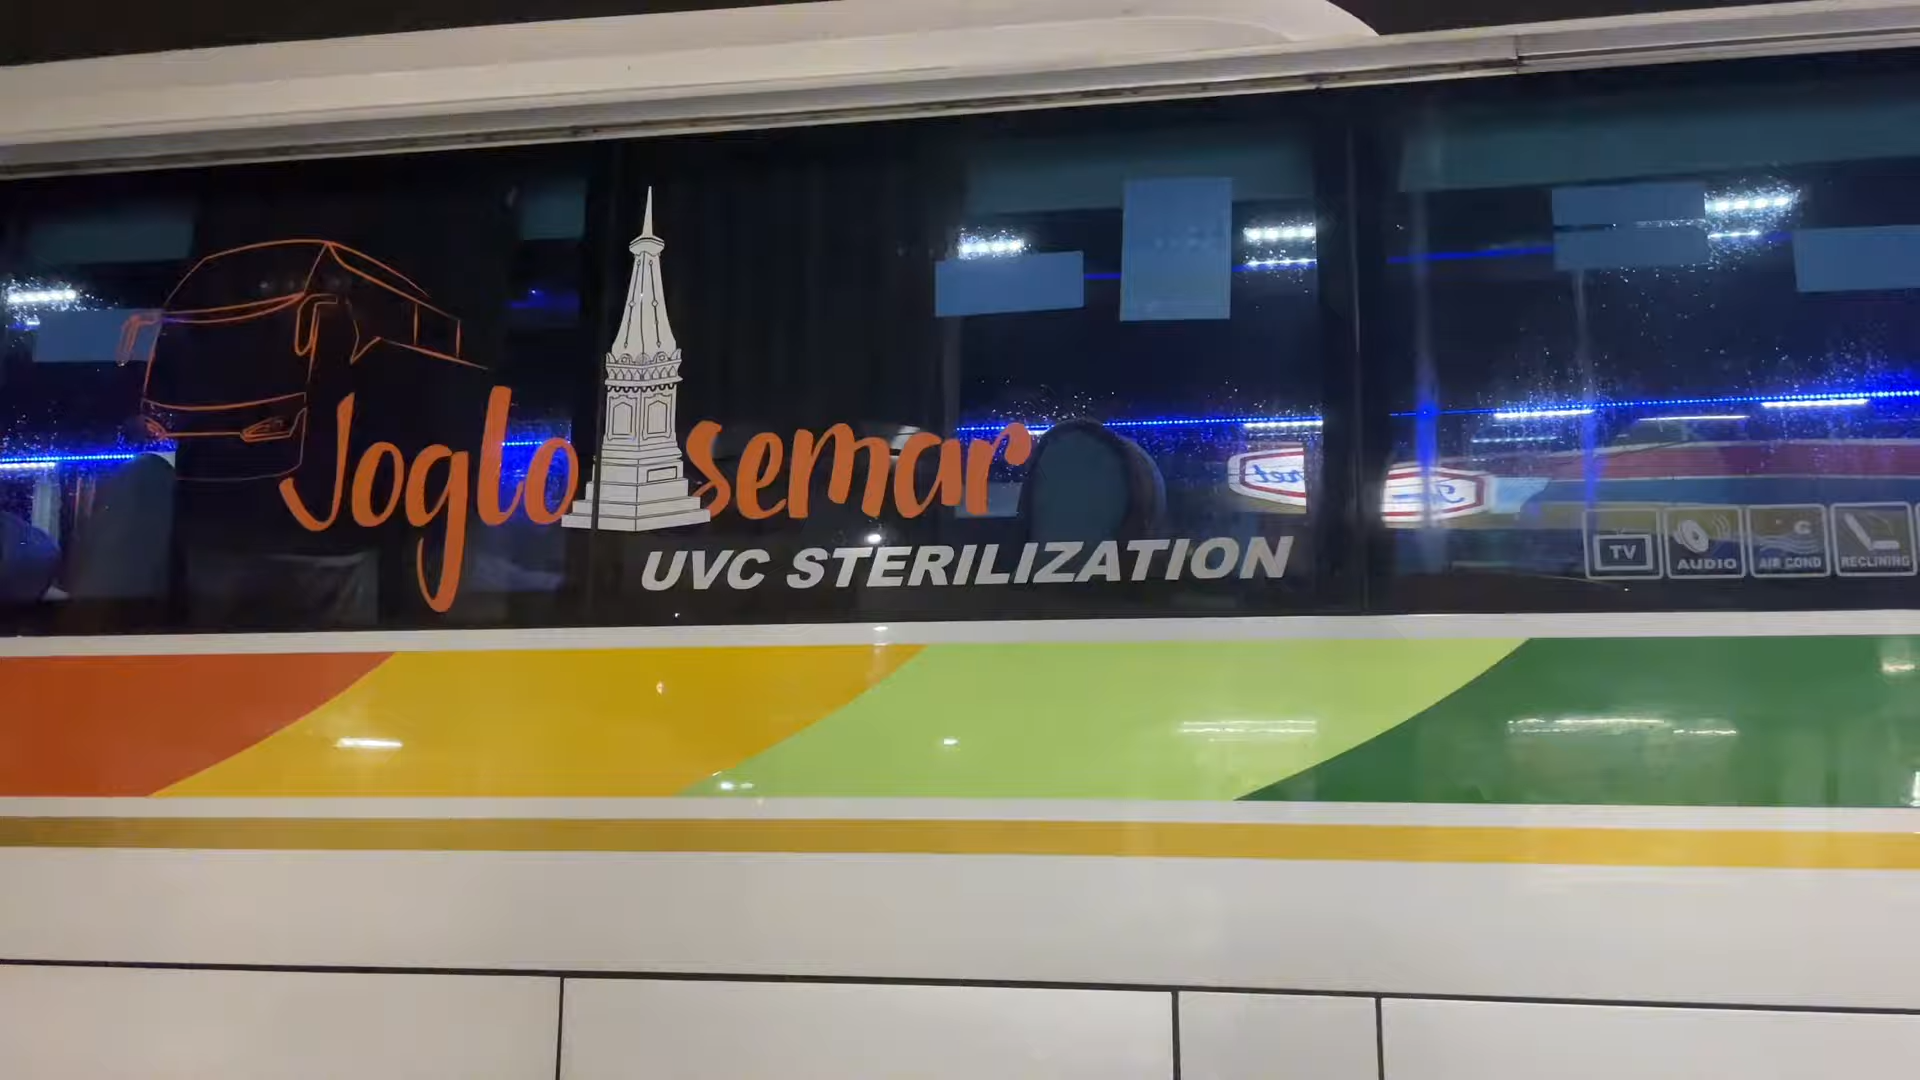 Joglosemar
UVC STERILIZATION
TV
AUDIO
AIR COND
RECLINING